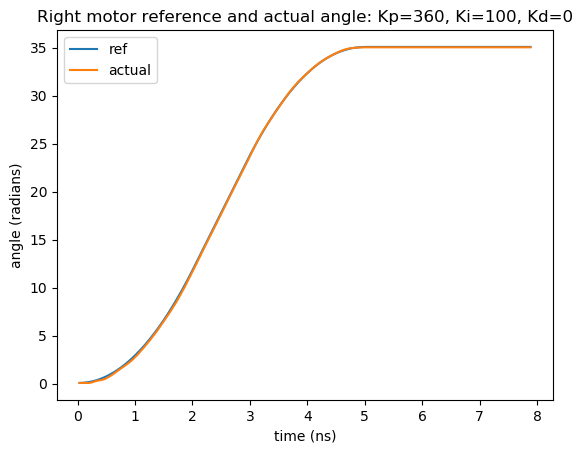 Right motor reference and actual angle: Kp=360, Ki=100, Kd=0
ref
actual
35
30
25
20
15
10
5
0
angle (radians)
0 1 2 3 4 5 6 7 8
time (ns)